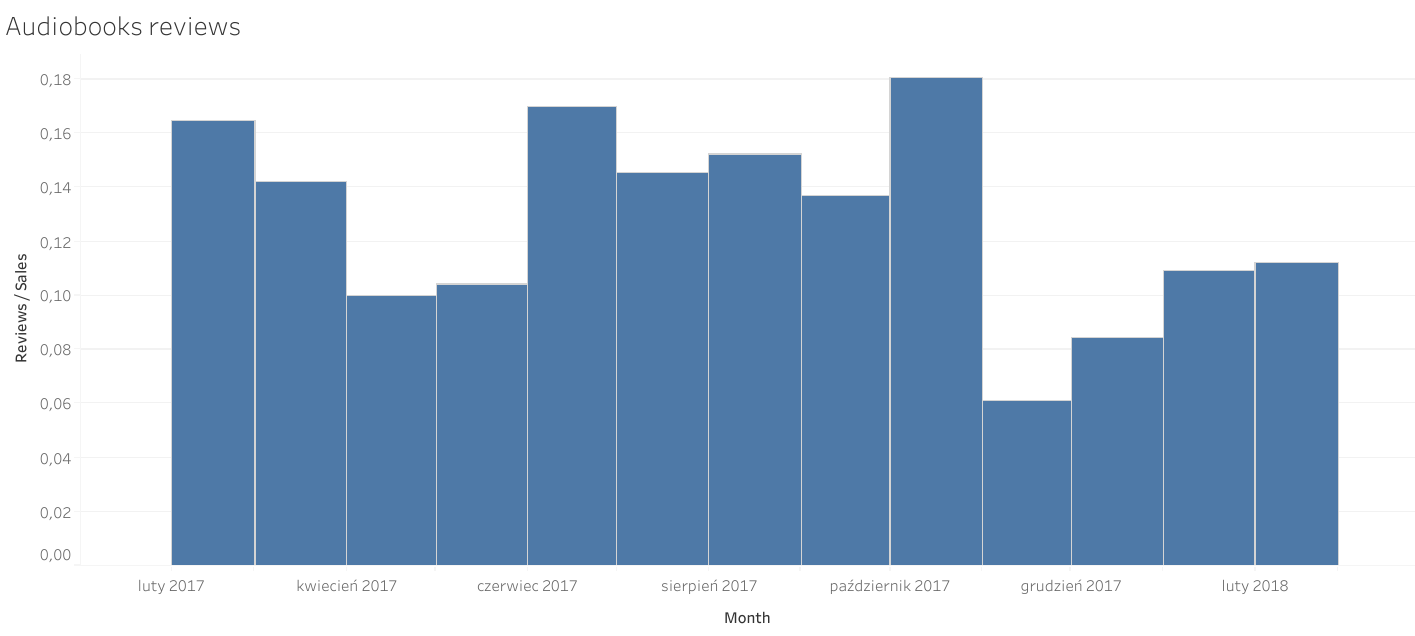 Audiobooks reviews
0,18
0,16
0,14
0,12
0,10
0,08
0,06
0,04
0,02
0,00
Reviews / Sales
luty 2017
kwiecień 2017
czerwiec 2017
sierpień 2017
październik 2017
grudzień 2017
luty 2018
Month